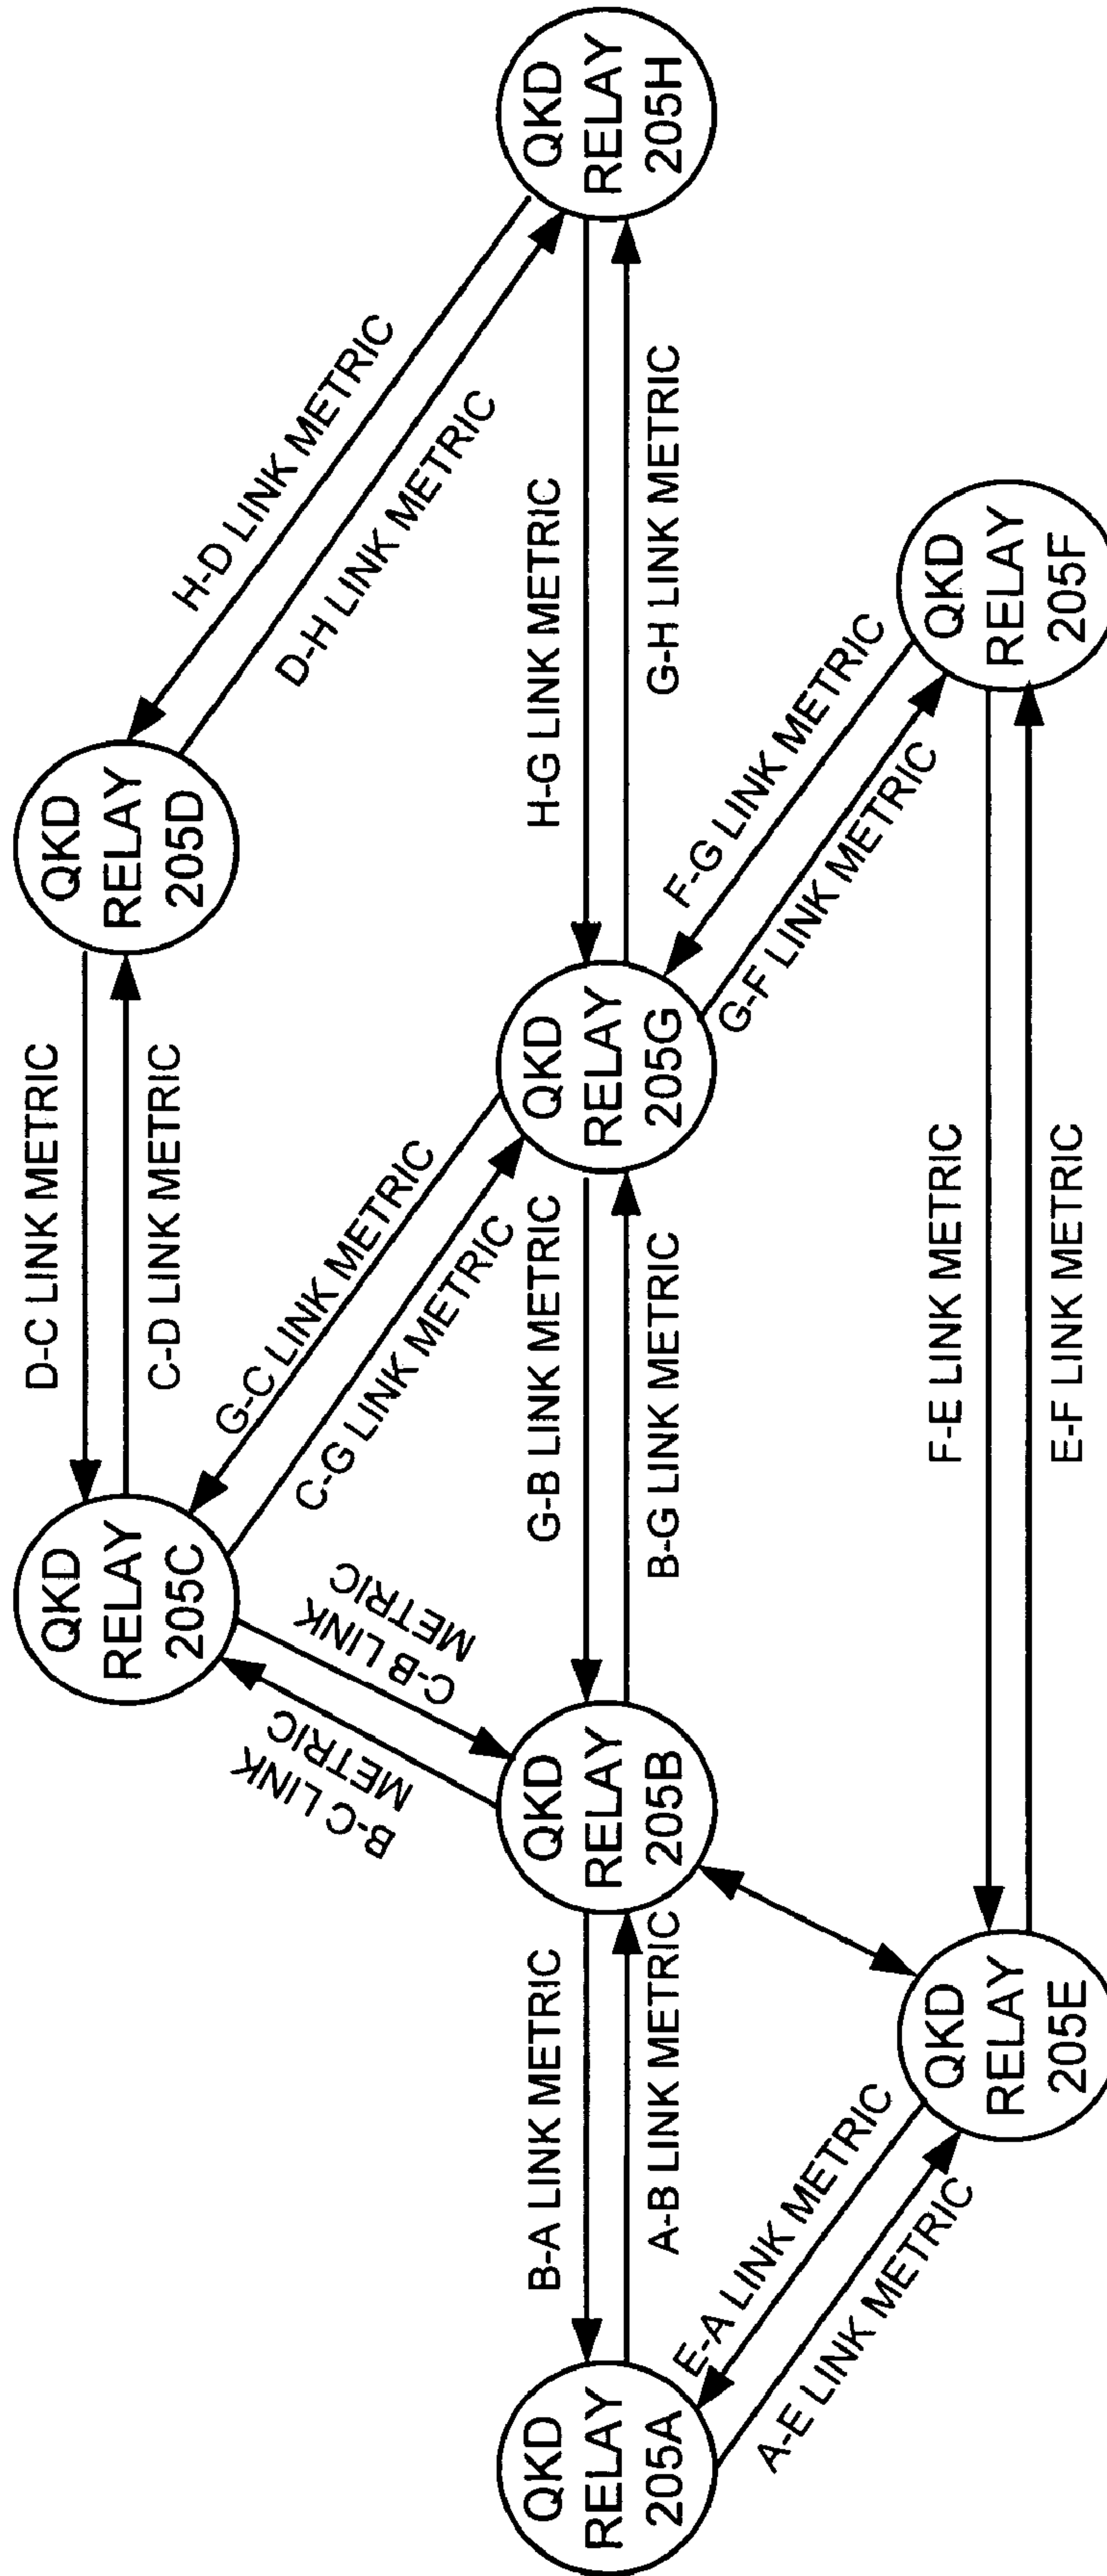 D-C LINK METRIC
C-D LINK METRIC
QKD
RELAY
205C
QKD
RELAY
205D
H-D LINK METRIC
D-H LINK METRIC
B-C LINK
METRIC
C-B LINK
METRIC
G-C LINK METRIC
C-G LINK METRIC
QKD
RELAY
205A
B-A LINK METRIC
A-B LINK METRIC
QKD
RELAY
205B
G-B LINK METRIC
B-G LINK METRIC
QKD
RELAY
205G
H-G LINK METRIC
G-H LINK METRIC
QKD
RELAY
205H
E-A LINK METRIC
A-E LINK METRIC
F-G LINK METRIC
G-F LINK METRIC
QKD
RELAY
205E
F-E LINK METRIC
E-F LINK METRIC
QKD
RELAY
205F